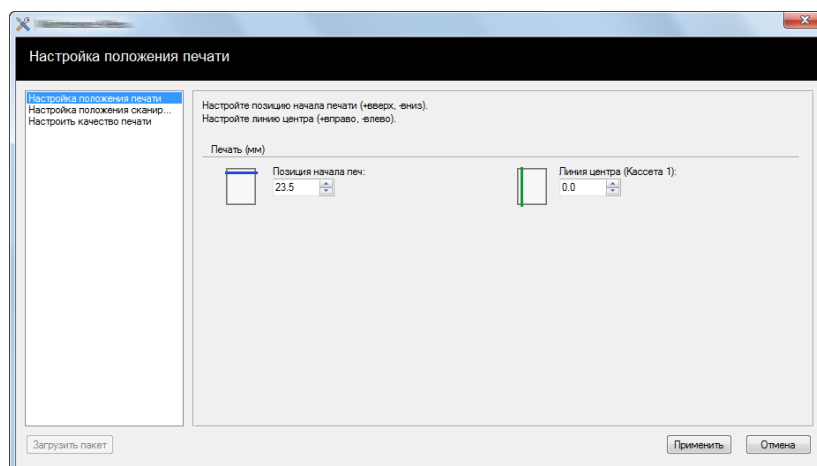 Настройка положения печати
Настройка положения печати
Настройка положения сканир...
Настроить качество печати
Настройте позицию начала печати (+вверх, -вниз).
Настройте линию центра (+вправо, -влево).
Печать (мм)
Позиция начала печ:
23.5
Линия центра (Кассета 1):
0.0
Загрузить пакет
Применить
Отмена